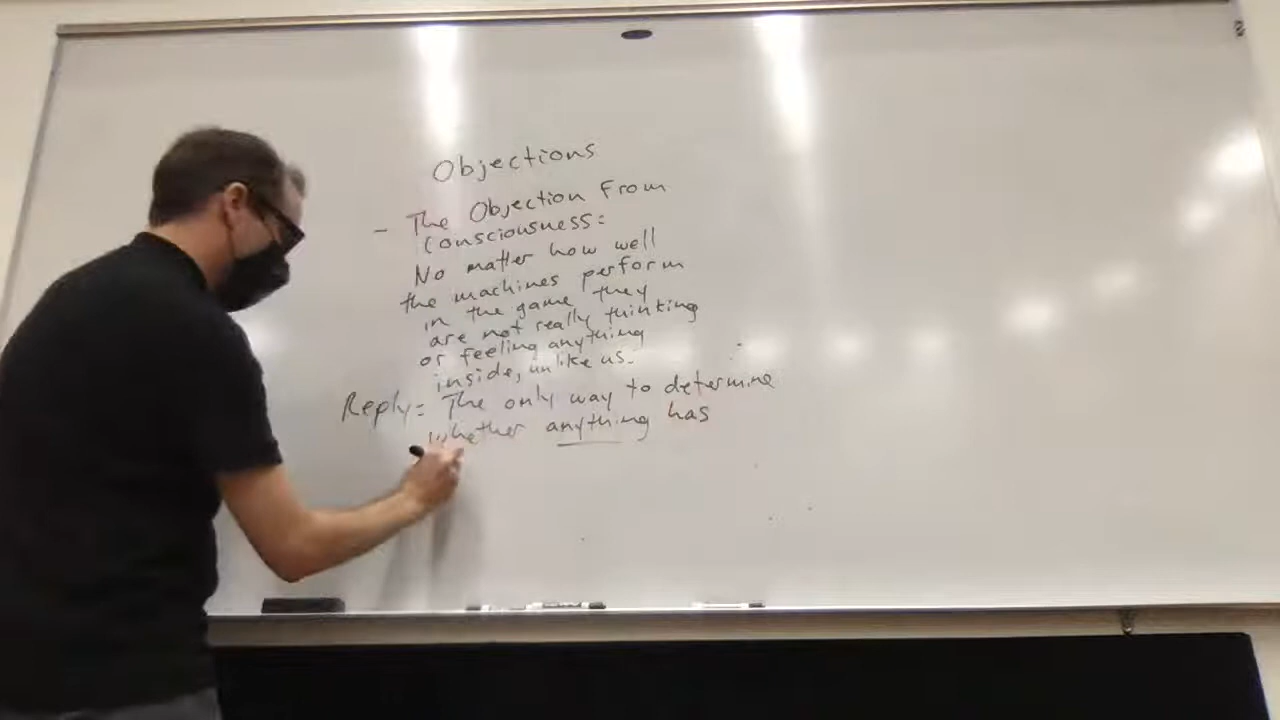 Objections
- The Objection From
Consciousness:
No matter how well
the machines perform
in the game they
are not really thinking
or feeling anything
inside, unlike us.
Reply: The only way to determine
whether anything has